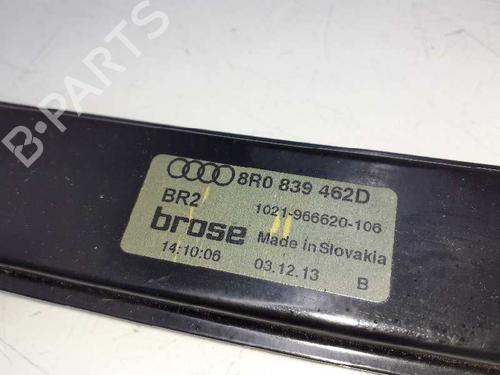 8R0 839 462D
BR2 1021-966620-106
brose Made in Slovakia
14:10:06 03.12.13 B
B-PARTS